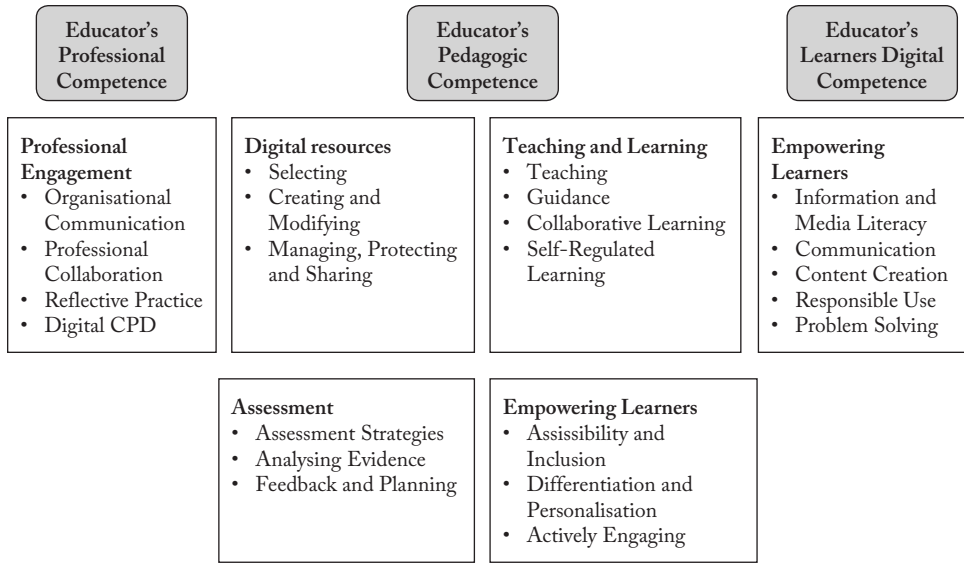 Educator's
Professional
Competence
Educator's
Pedagogic
Competence
Educator's
Learners Digital
Competence
Professional
Engagement
• Organisational
Communication
• Professional
Collaboration
• Reflective Practice
• Digital CPD
Digital resources
• Selecting
• Creating and
Modifying
• Managing, Protecting
and Sharing
Teaching and Learning
• Teaching
• Guidance
• Collaborative Learning
• Self-Regulated
Learning
Empowering
Learners
• Information and
Media Literacy
• Communication
• Content Creation
• Responsible Use
• Problem Solving
Assessment
• Assessment Strategies
• Analysing Evidence
• Feedback and Planning
Empowering Learners
• Assissibility and
Inclusion
• Differentiation and
Personalisation
• Actively Engaging